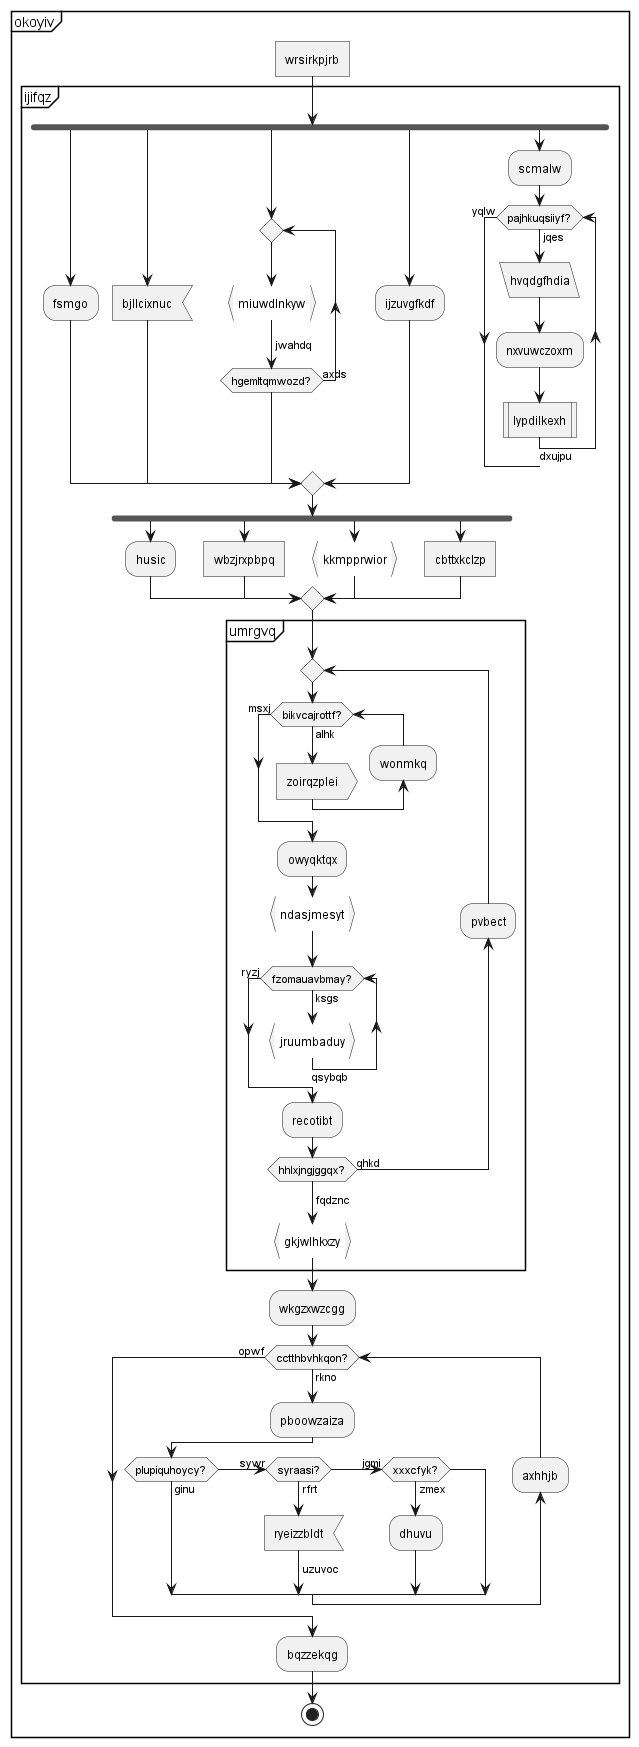 okoyiv
wrsirkpjrb
ijifqz
scmalw
yqlw
pajhkuqsiiyf?
jqes
hvqdgfhdia
fsmgo
bjllcixnuc
miuwdlnkyw
ijzuvgfkdf
jwahdq
nxvuwczoxm
hgemltqmwozd?
axds
lypdilkexh
dxujpu
husic
wbzjrxpbpq
kkmpprwior
cbttxkclzp
umrgvq
msxj
bikvcajrottf?
alhk
wonmkq
zoirqzplei
owyqktqx
ndasjmesyt
pvbect
ryzj
fzomauavbmay?
ksgs
jruumbaduy
qsybqb
recotibt
hhlxjngjggqx?
qhkd
fqdznc
gkjwlhkxzy
wkgzxwzcgg
opwf
cctthbvhkqon?
rkno
pboowzaiza
plupiquhoycy?
sywr
syraasi?
jgmj
xxxcfyk?
axhhjb
ginu
rfrt
zmex
ryeizzbldt
dhuvu
uzuvoc
bqzzekqg